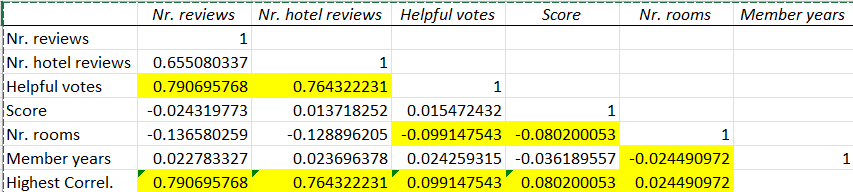 Nr. reviews Nr. hotel reviews Helpful votes Score Nr. rooms Member years
Nr. reviews 1
Nr. hotel reviews 0.655080337 1
Helpful votes 0.790695768 0.764322231 1
Score -0.024319773 0.013718252 0.015472432 1
Nr. rooms -0.136580259 -0.128896205 -0.099147543 -0.080200053 1
Member years 0.022783327 0.023696378 0.024259315 -0.036189557 -0.024490972 1
Highest Correl. 0.790695768 0.764322231 0.099147543 0.080200053 0.024490972